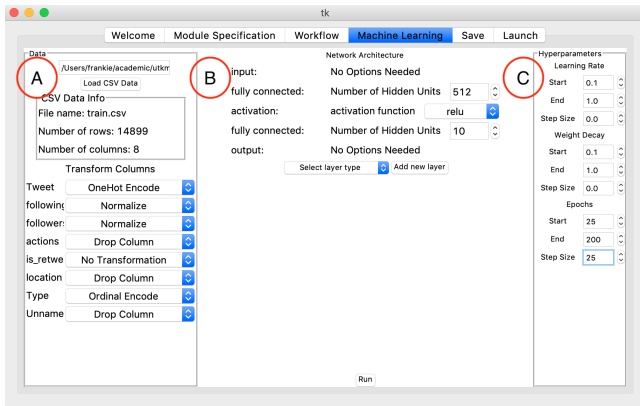 tk
Welcome Module Specification Workflow Machine Learning Save Launch
Data
A
/Users/frankie/academic/utkm
Load CSV Data
CSV Data Info
File name: train.csv
Number of rows: 14899
Number of columns: 8
Transform Columns
Tweet OneHot Encode
following Normalize
followers Normalize
actions Drop Column
is_retwe No Transformation
location Drop Column
Type Ordinal Encode
Unname Drop Column
B
Network Architecture
input: No Options Needed
fully connected: Number of Hidden Units 512
activation: activation function relu
fully connected: Number of Hidden Units 10
output: No Options Needed
Select layer type Add new layer
Run
C
Hyperparameters
Learning Rate
Start 0.1
End 1.0
Step Size 0.0
Weight Decay
Start 0.1
End 1.0
Step Size 0.0
Epochs
Start 25
End 200
Step Size 25